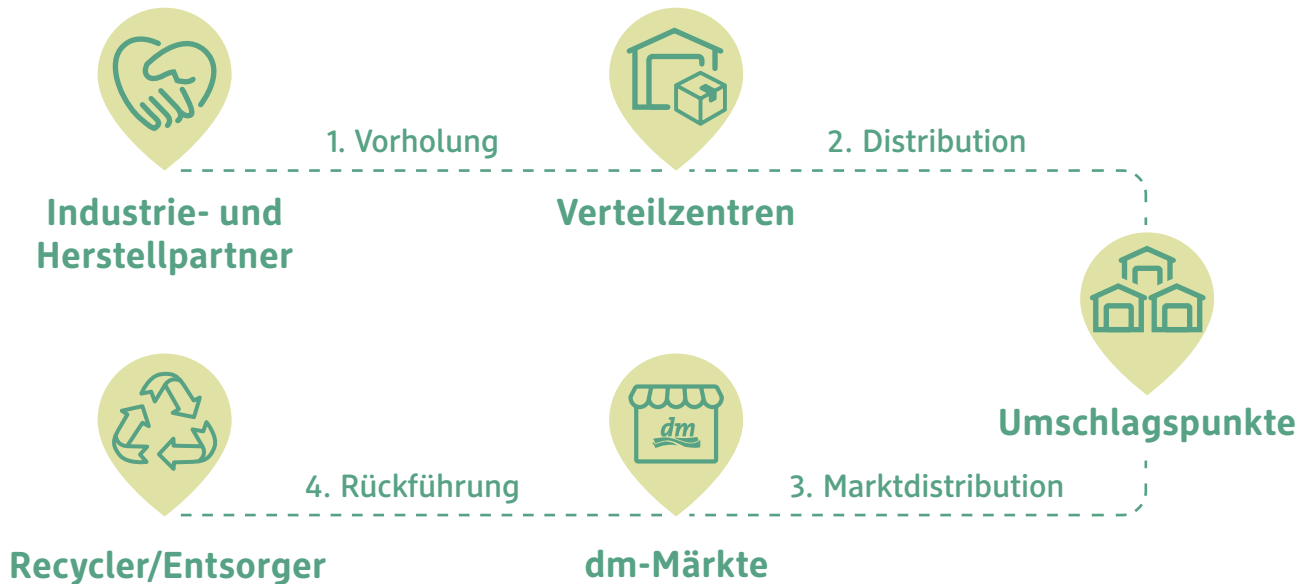 1. Vorholung
2. Distribution
Industrie- und
Herstellpartner
Verteilzentren
Umschlagspunkte
dm
4. Rückführung
3. Marktdistribution
Recycler/Entsorger
dm-Märkte